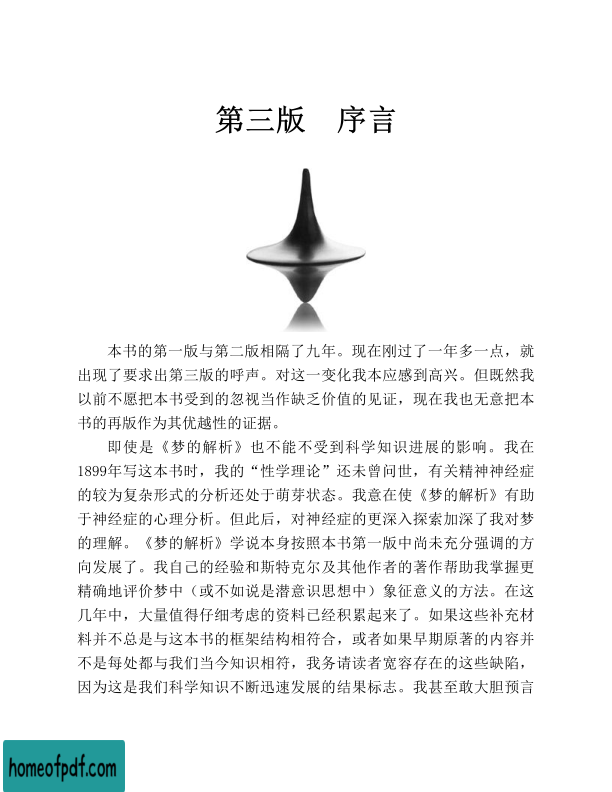 第三版　序言
本书的第一版与第二版相隔了九年。现在刚过了一年多一点，就
出现了要求出第三版的呼声。对这一变化我本应感到高兴。但既然我
以前不愿把本书受到的忽视当作缺乏价值的见证，现在我也无意把本
书的再版作为其优越性的证据。
即使是《梦的解析》也不能不受到科学知识进展的影响。我在
1899年写这本书时，我的“性学理论”还未曾问世，有关精神神经症
的较为复杂形式的分析还处于萌芽状态。我意在使《梦的解析》有助
于神经症的心理分析。但此后，对神经症的更深入探索加深了我对梦
的理解。《梦的解析》学说本身按照本书第一版中尚未充分强调的方
向发展了。我自己的经验和斯特克尔及其他作者的著作帮助我掌握更
精确地评价梦中（或不如说是潜意识思想中）象征意义的方法。在这
几年中，大量值得仔细考虑的资料已经积累起来了。如果这些补充材
料并不总是与这本书的框架结构相符合，或者如果早期原著的内容并
不是每处都与我们当今知识相符，我务请读者宽容存在的这些缺陷，
因为这是我们科学知识不断迅速发展的结果标志。我甚至敢大胆预言
homeofpdf.com